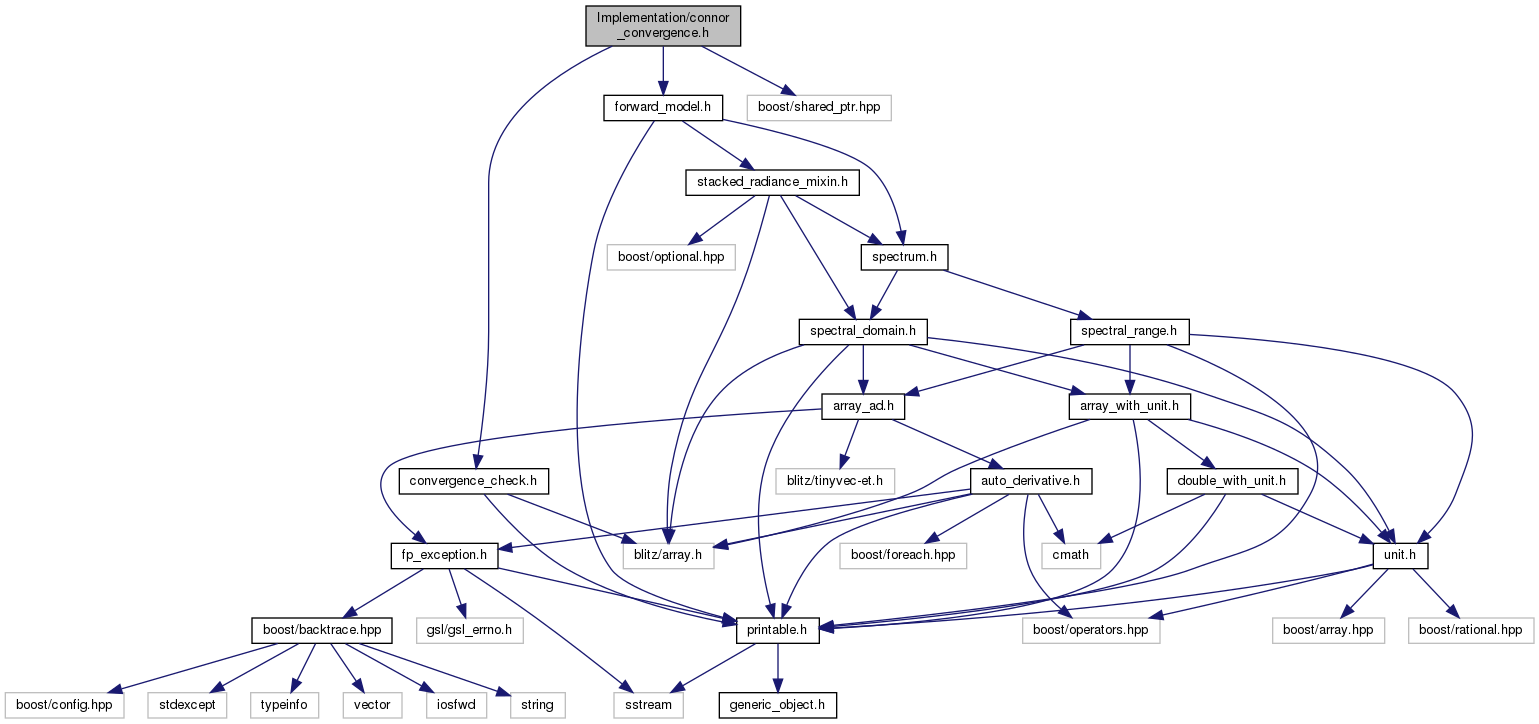 Implementation/connor
_convergence.h
forward_model.h
boost/shared_ptr.hpp
stacked_radiance_mixin.h
boost/optional.hpp
spectrum.h
spectral_domain.h
spectral_range.h
array_ad.h
array_with_unit.h
convergence_check.h
blitz/tinyvec-et.h
auto_derivative.h
double_with_unit.h
fp_exception.h
blitz/array.h
boost/foreach.hpp
cmath
unit.h
boost/backtrace.hpp
gsl/gsl_errno.h
printable.h
boost/operators.hpp
boost/array.hpp
boost/rational.hpp
boost/config.hpp
stdexcept
typeinfo
vector
iosfwd
string
sstream
generic_object.h